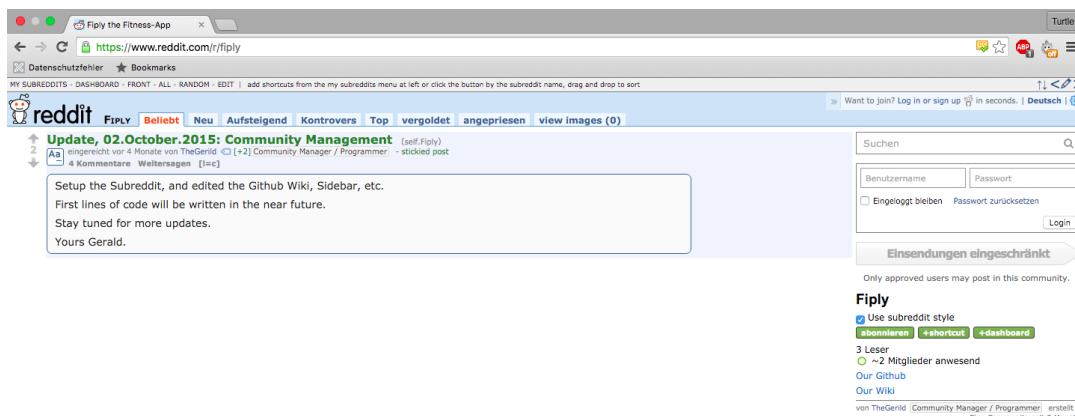 Fiply the Fitness-App
Turtle
https://www.reddit.com/r/fiply
ABP
1
off
Datenschutzfehler Bookmarks
MY SUBREDDITS - DASHBOARD - FRONT - ALL - RANDOM - EDIT | add shortcuts from the my subreddits menu at left or click the button by the subreddit name, drag and drop to sort
» Want to join? Log in or sign up in seconds. | Deutsch |
reddit FIPLY Beliebt Neu Aufsteigend Kontrovers Top vergoldet angepriesen view images (0)
Update, 02.October.2015: Community Management (self.Fiply)
2
Aa eingereicht vor 4 Monate von TheGerild [+2] Community Manager / Programmer - stickied post
4 Kommentare Weitersagen [l=c]
Setup the Subreddit, and edited the Github Wiki, Sidebar, etc.
First lines of code will be written in the near future.
Stay tuned for more updates.
Yours Gerald.
Suchen
Benutzername Passwort
Eingeloggt bleiben Passwort zurücksetzen
Login
Einsendungen eingeschränkt
Only approved users may post in this community.
Fiply
Use subreddit style
abonnieren +shortcut +dashboard
3 Leser
~2 Mitglieder anwesend
Our Github
Our Wiki
von TheGerild Community Manager / Programmer erstellt